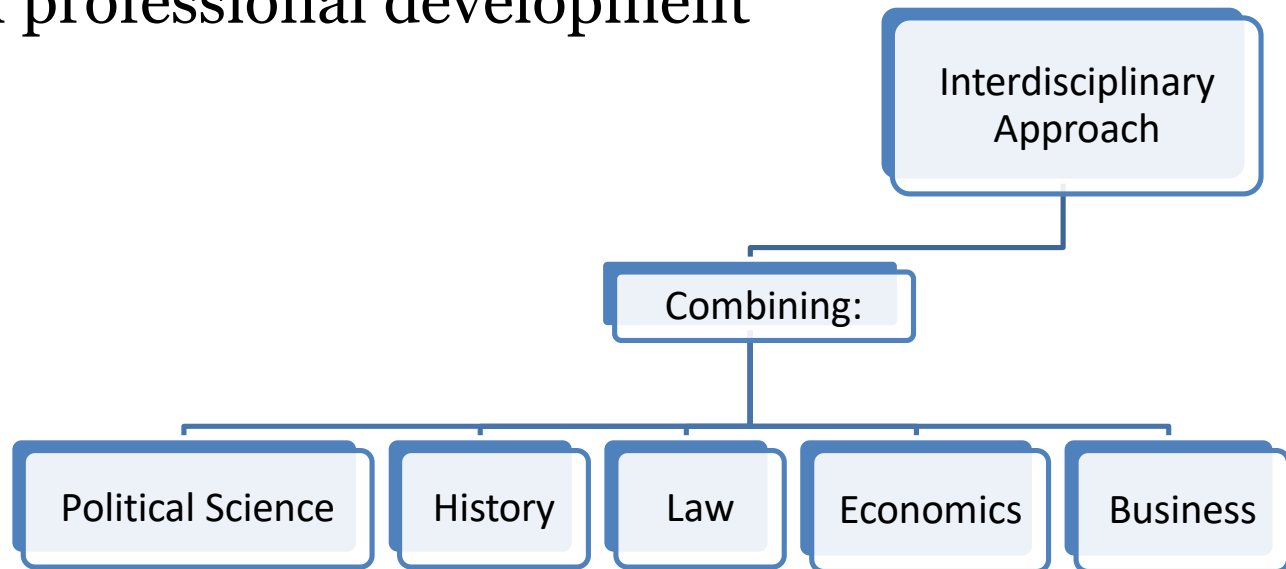 professional development
Interdisciplinary
Approach
Combining:
Political Science
History
Law
Economics
Business